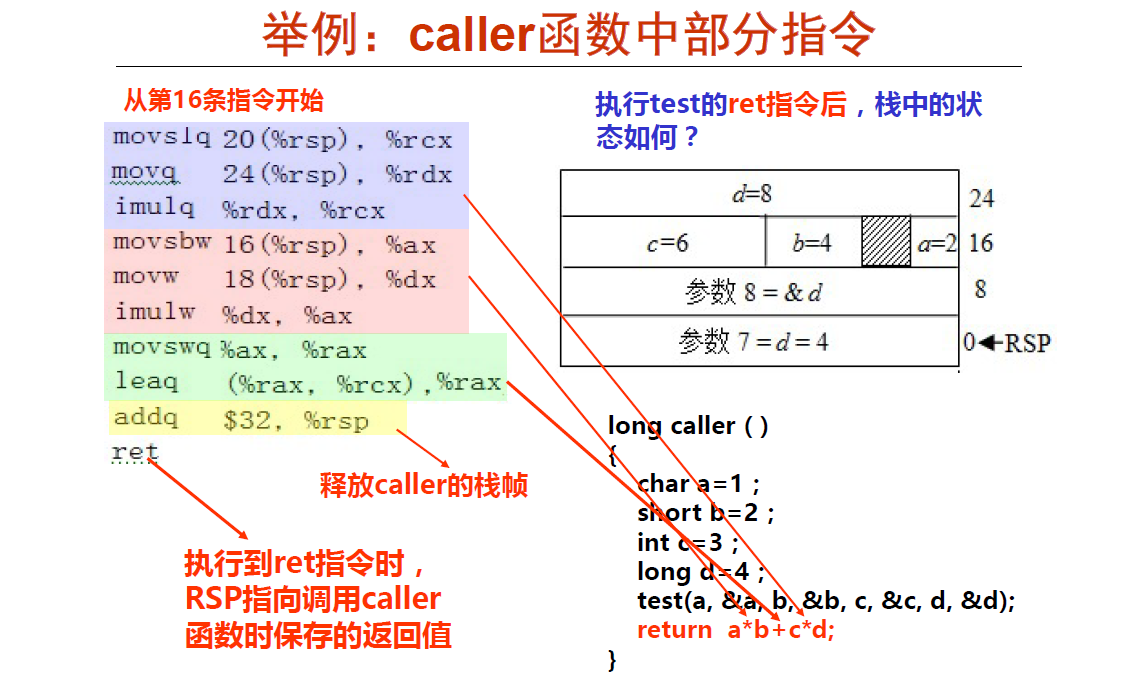 举例：caller函数中部分指令
从第16条指令开始
movslq 20(%rsp), %rcx
movq 24(%rsp), %rdx
imulq %rdx, %rcx
movsbw 16(%rsp), %ax
movw 18(%rsp), %dx
imulw %dx, %ax
movswq %ax, %rax
leaq (%rax, %rcx),%rax
addq $32, %rsp
ret
释放caller的栈帧
执行到ret指令时，
RSP指向调用caller
函数时保存的返回值
执行test的ret指令后，栈中的状
态如何？
d=8 24
c=6 b=4 a=2 16
参数 8 = & d 8
参数 7 = d = 4 0 RSP
long caller ( )
{
char a=1 ;
short b=2 ;
int c=3 ;
long d=4 ;
test(a, &a, b, &b, c, &c, d, &d);
return a*b+c*d;
}